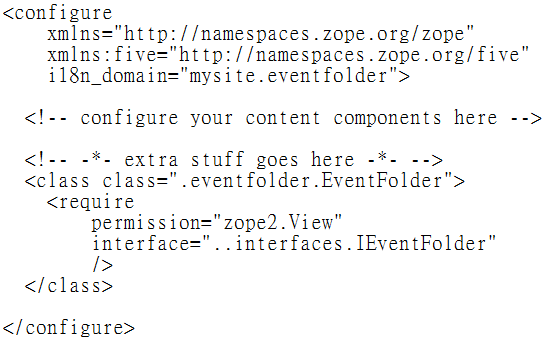 <configure
    xmlns="http://namespaces.zope.org/zope"
    xmlns:five="http://namespaces.zope.org/five"
    i18n_domain="mysite.eventfolder">

  <!-- configure your content components here -->

  <!-- -*- extra stuff goes here -*- -->
  <class class=".eventfolder.EventFolder">
    <require
        permission="zope2.View"
        interface="..interfaces.IEventFolder"
        />
  </class>

</configure>